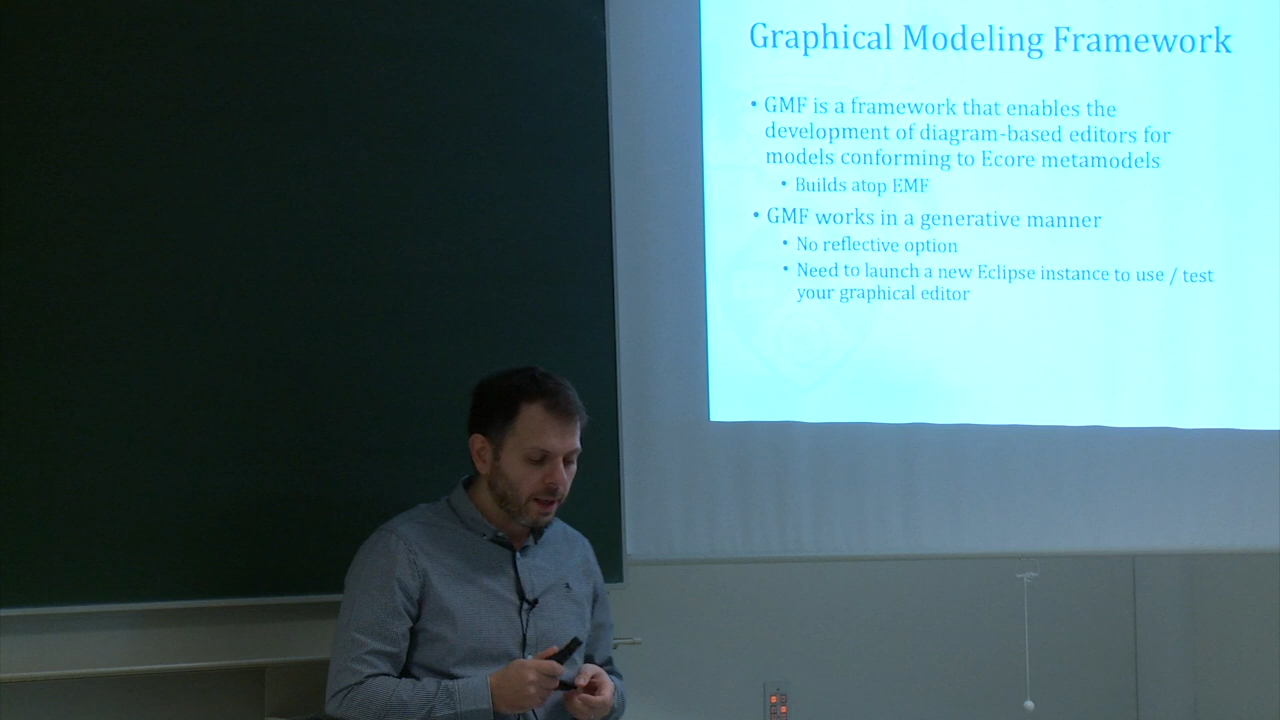 Graphical Modeling Framework
• GMF is a framework that enables the
development of diagram-based editors for
models conforming to Ecore metamodels
• Builds atop EMF
• GMF works in a generative manner
• No reflective option
• Need to launch a new Eclipse instance to use / test
your graphical editor